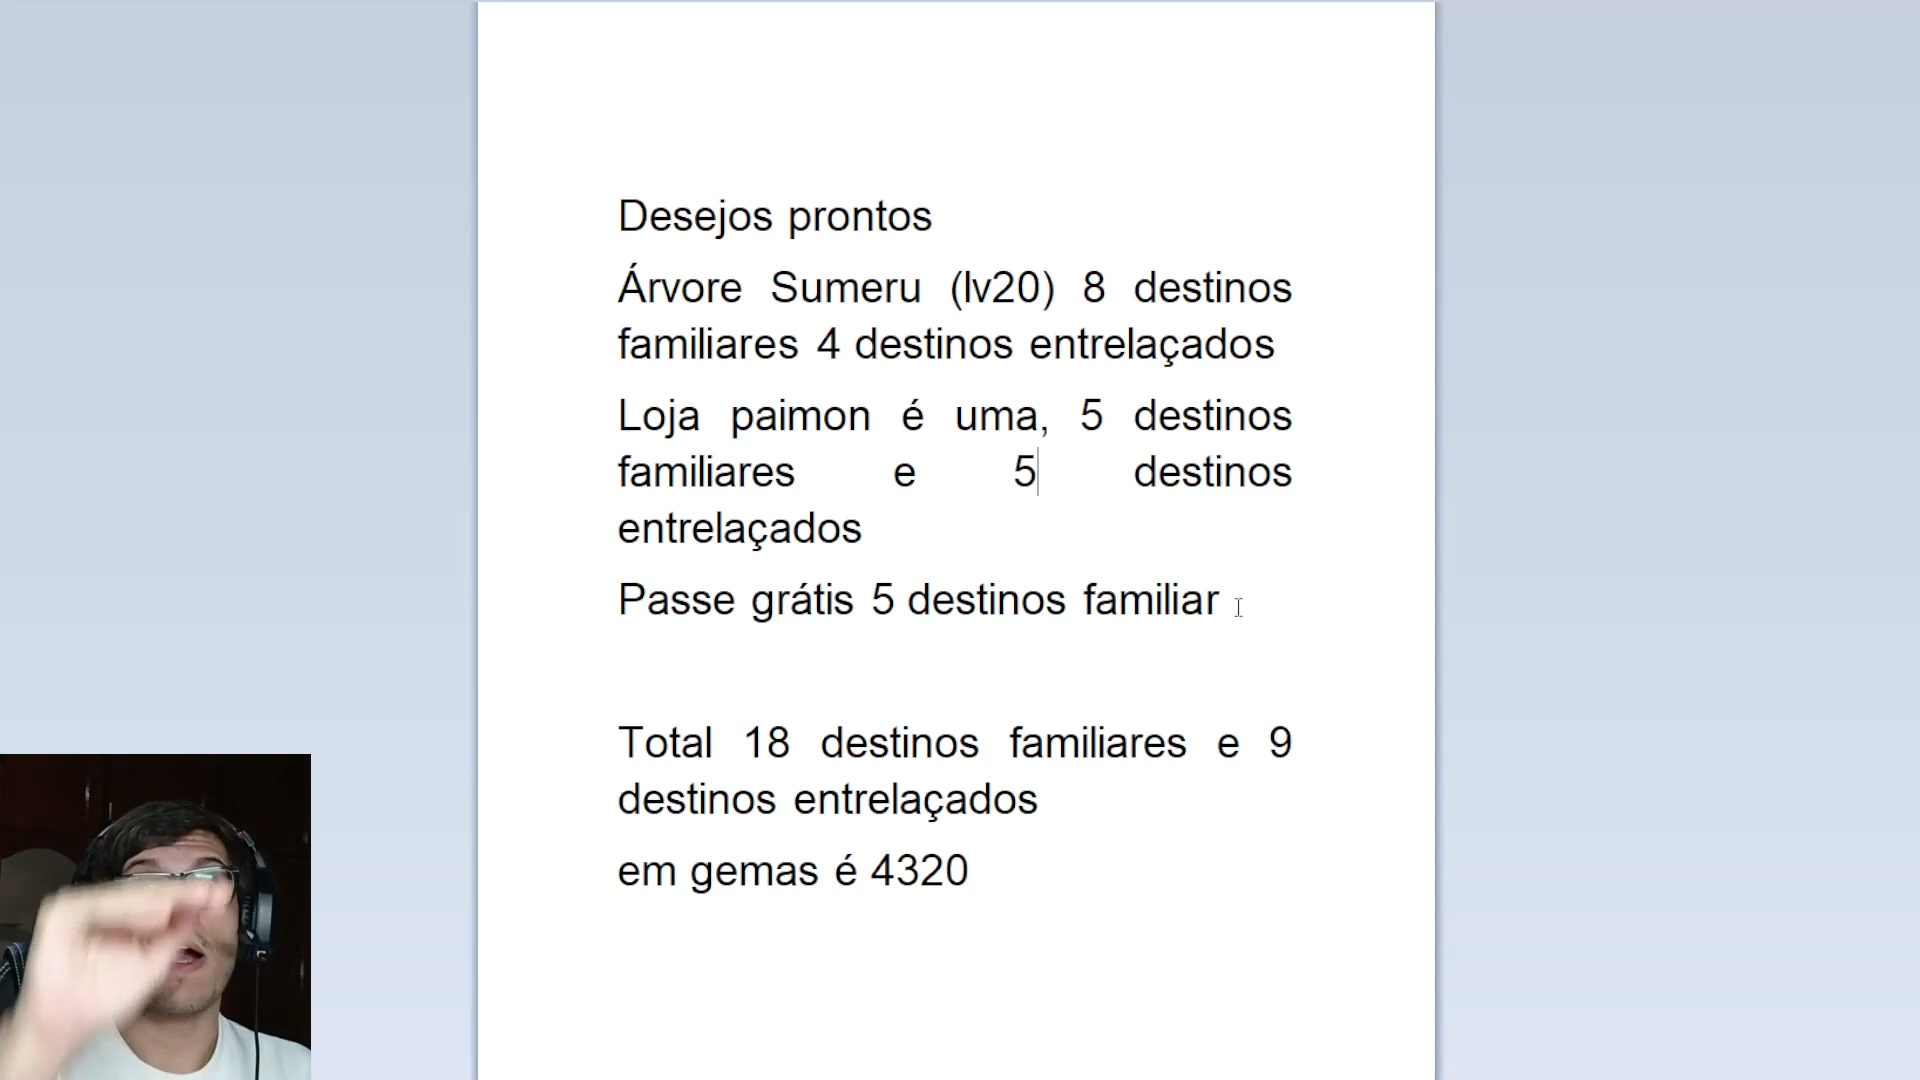 Desejos prontos
Árvore Sumeru (lv20) 8 destinos
familiares 4 destinos entrelaçados
Loja paimon é uma, 5 destinos
familiares e 5 destinos
entrelaçados
Passe grátis 5 destinos familiar
Total 18 destinos familiares e 9
destinos entrelaçados
em gemas é 4320